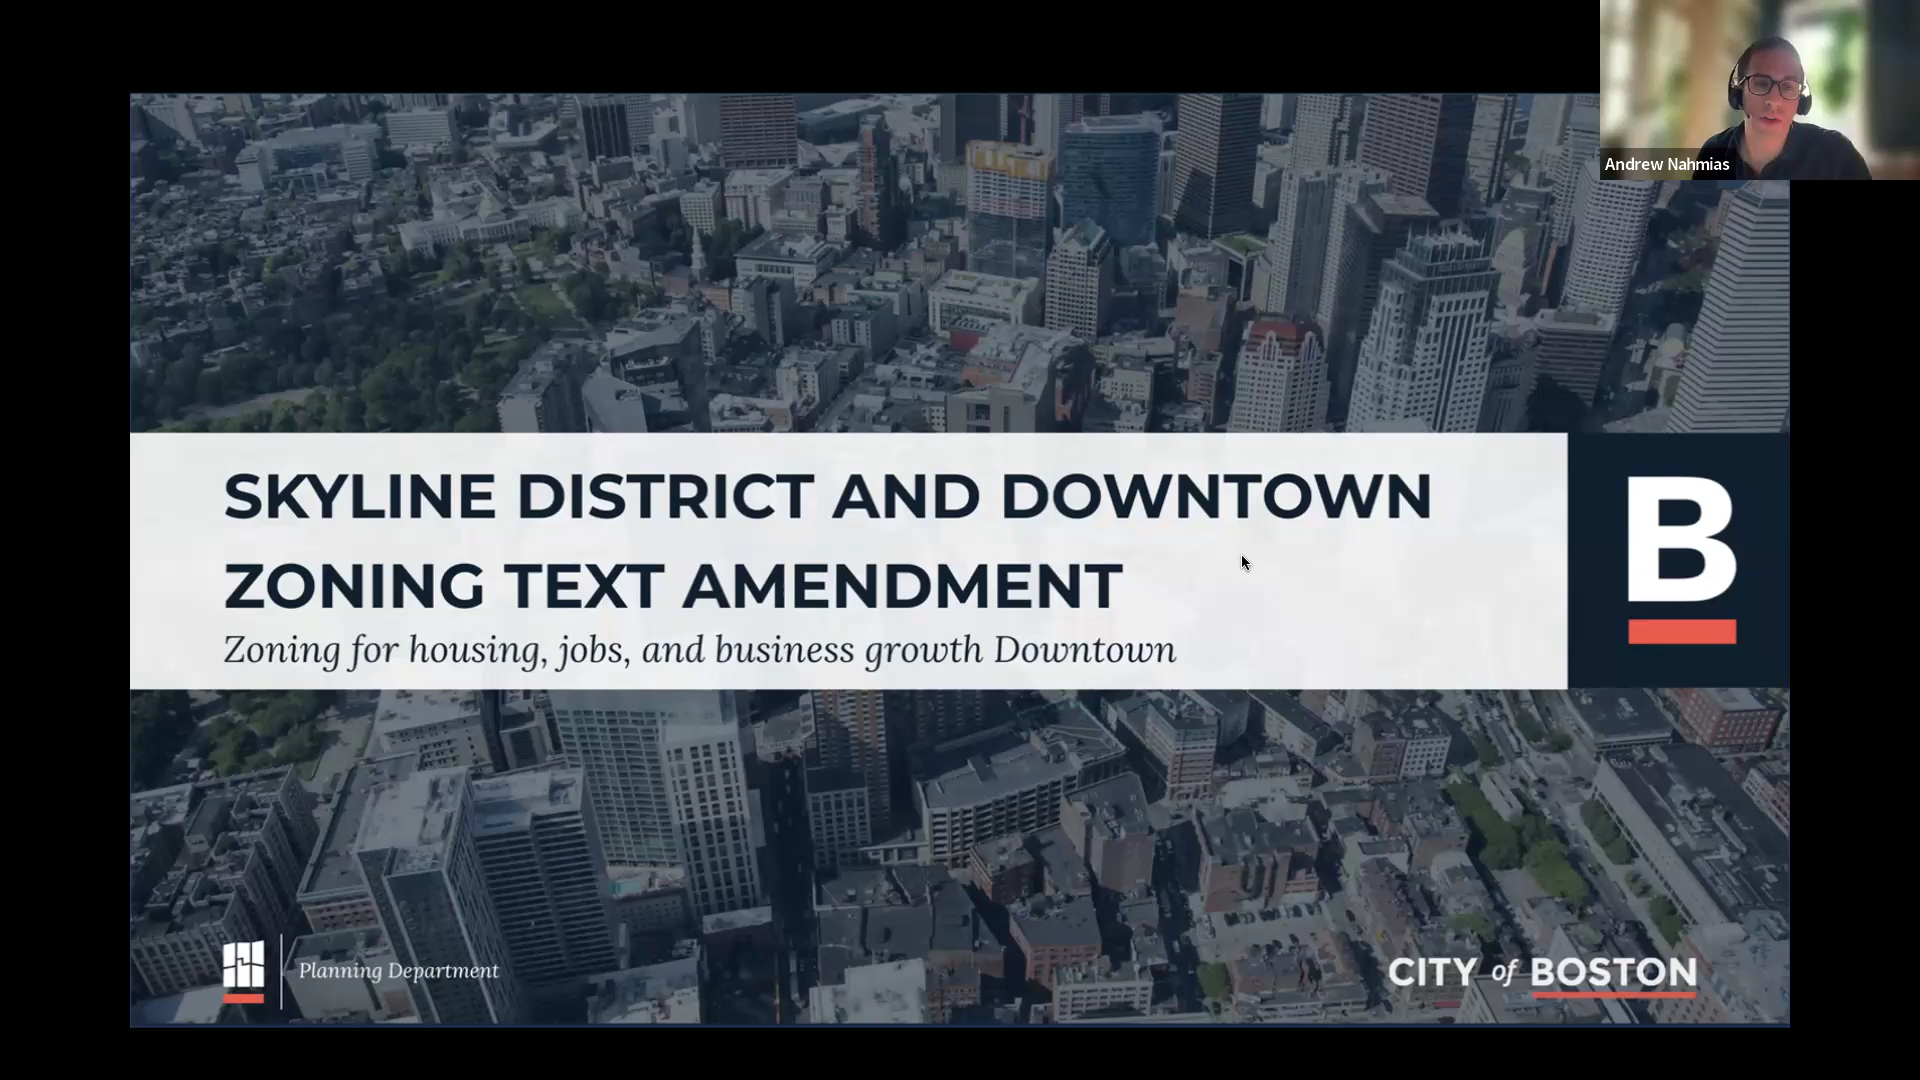 Andrew Nahmias
SKYLINE DISTRICT AND DOWNTOWN
ZONING TEXT AMENDMENT
Zoning for housing, jobs, and business growth Downtown
B
Planning Department
CITY of BOSTON